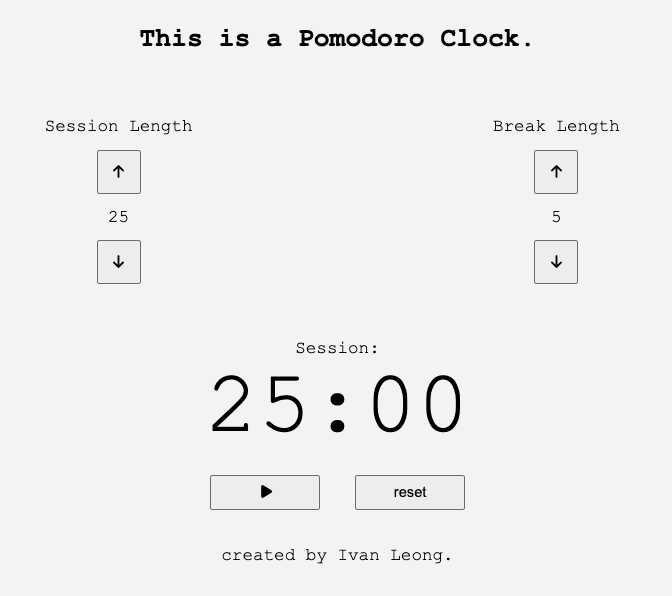 This is a Pomodoro Clock.
Session Length
Break Length
25
5
Session:
25:00
reset
created by Ivan Leong.